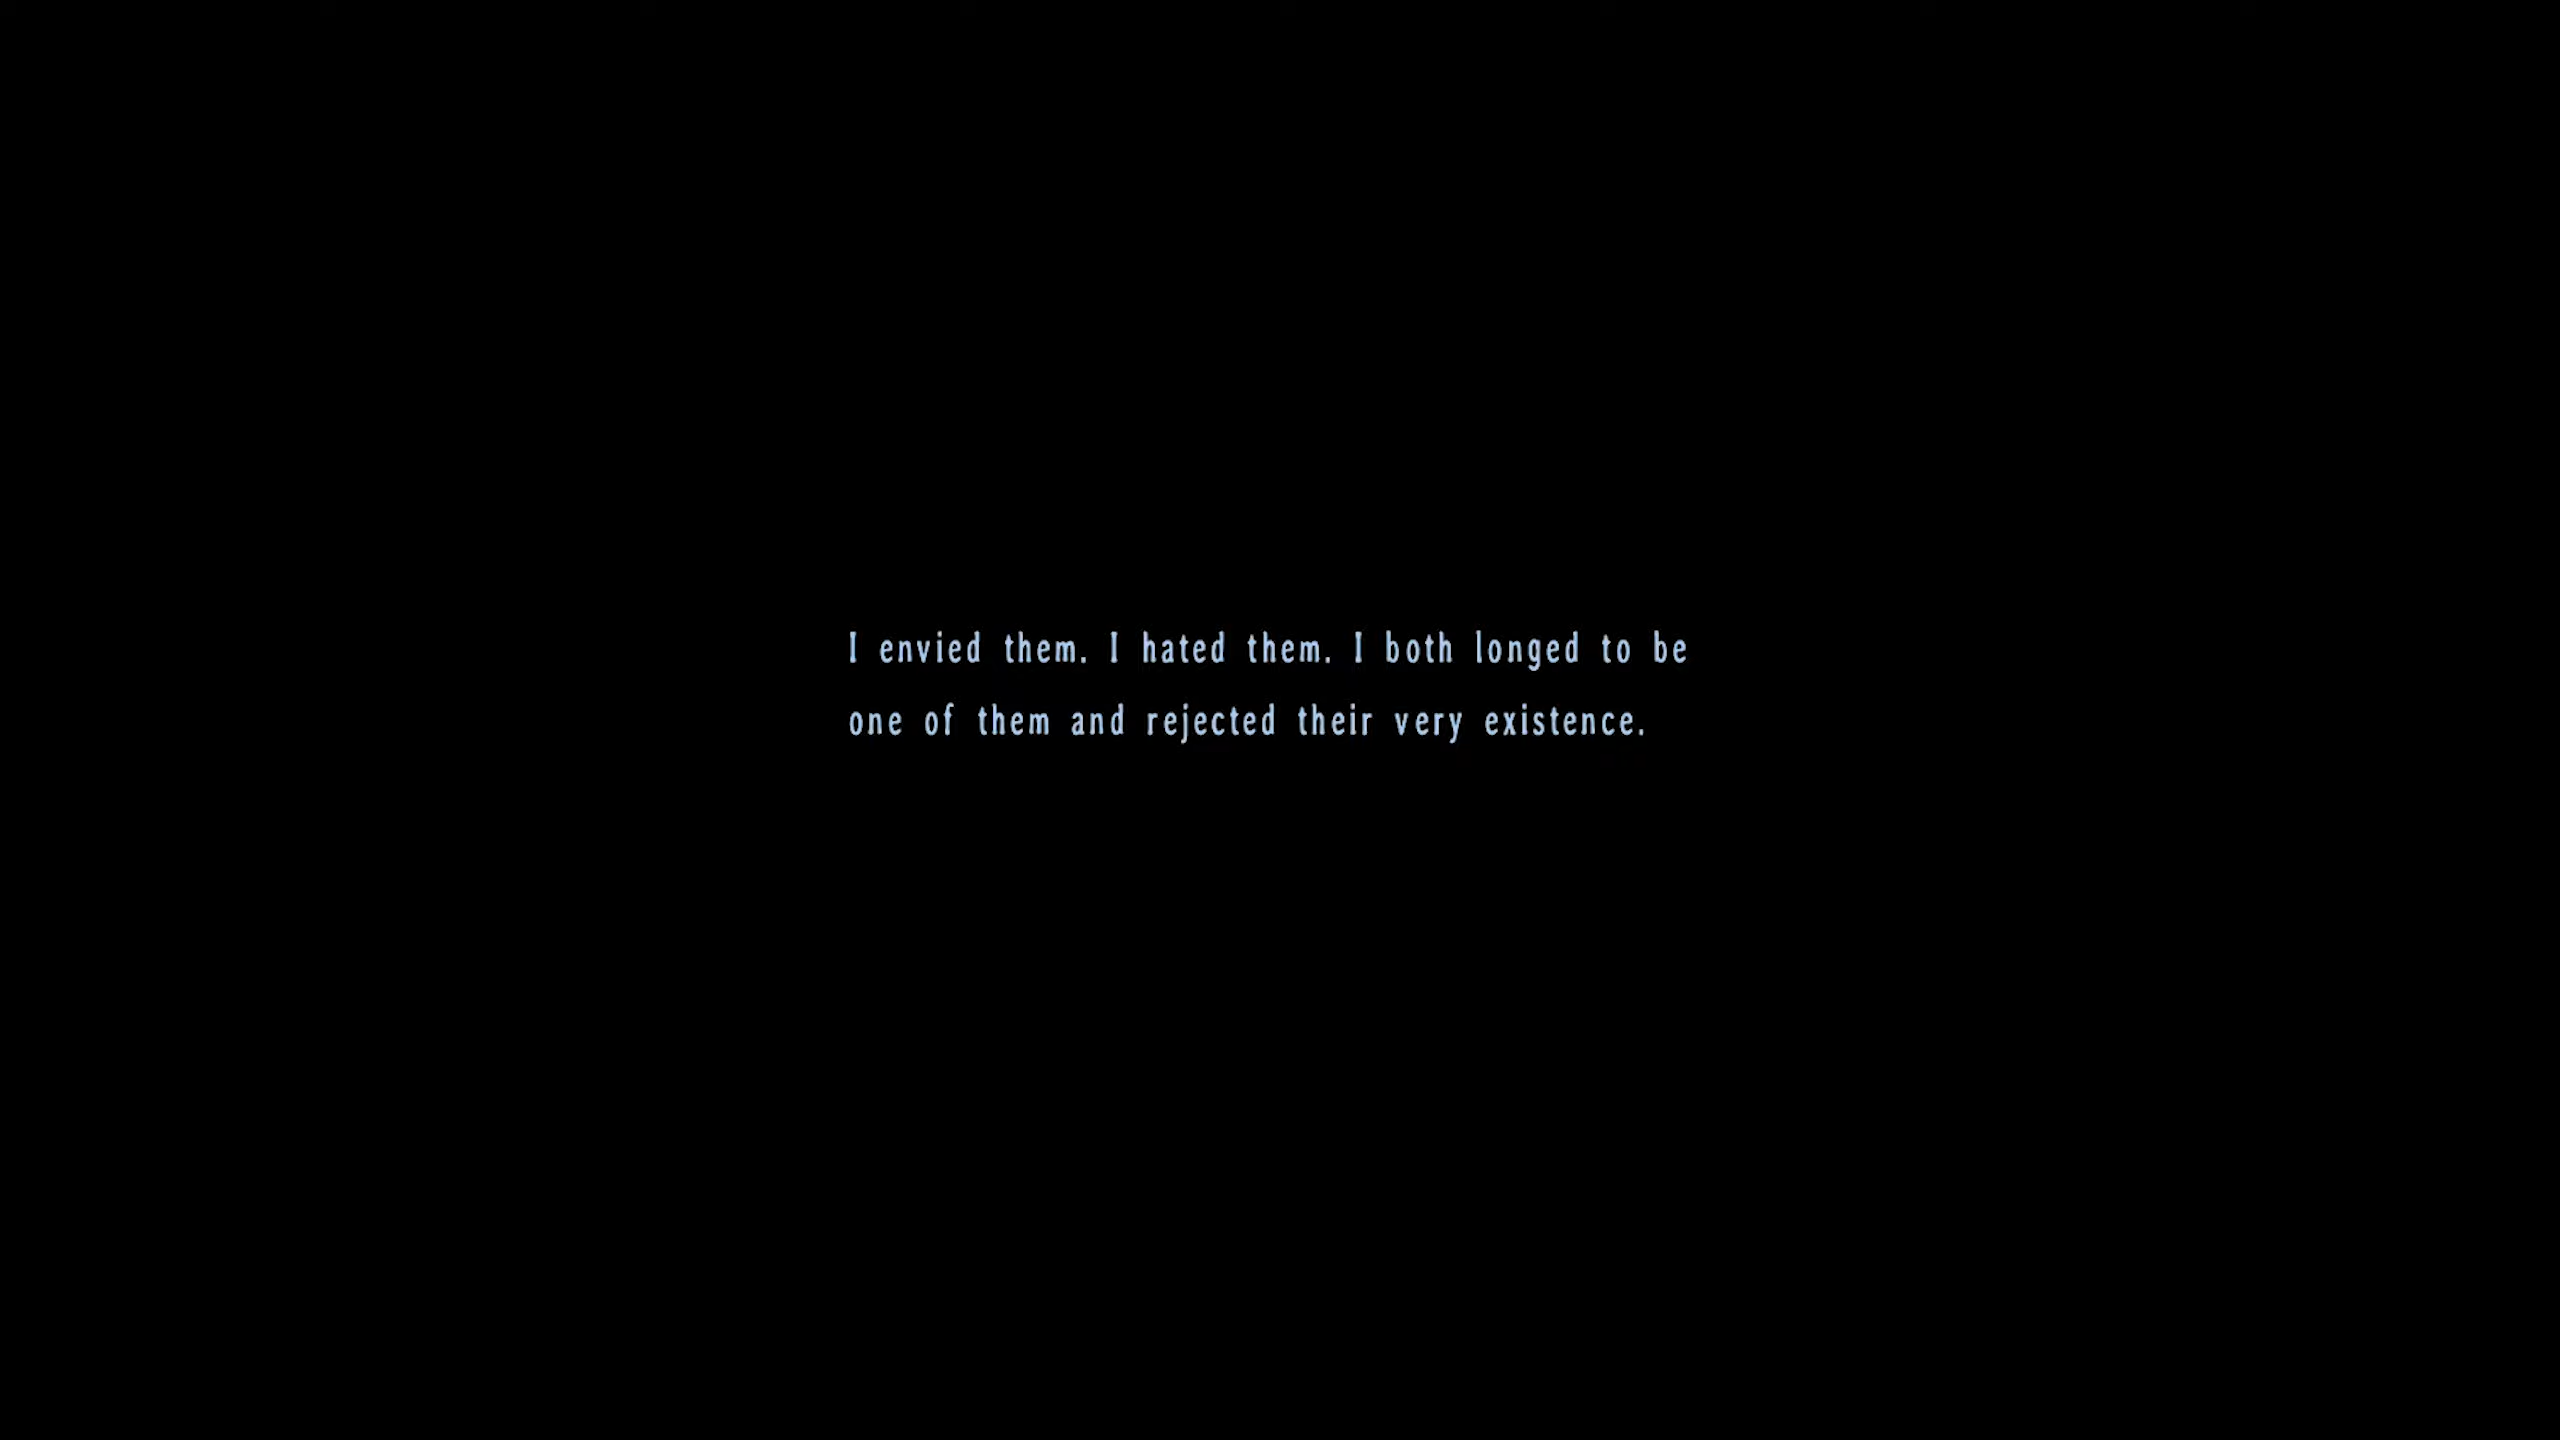 I envied them. I hated them. I both longed to be
one of them and rejected their very existence.